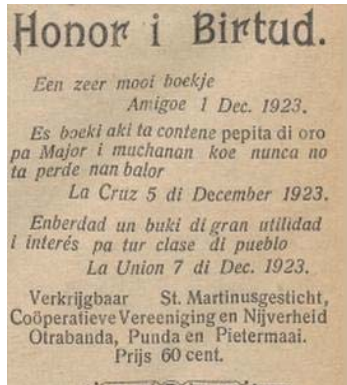 Honor i Birtud.
Een zeer mooi boekje
Amigoe 1 Dec. 1923.
Es boeki aki ta contene pepita di oro
pa Major i muchanan koe nunca no
ta perde nan balor
La Cruz 5 di December 1923.
Enberdad un buki di gran utilidad
i interés pa tur clase di pueblo
La Union 7 di Dec. 1923.
Verkrijgbaar St. Martinusgesticht,
Coöperatieve Vereeniging en Nijverheid
Otrabanda, Punda en Pietermaai.
Prijs 60 cent.